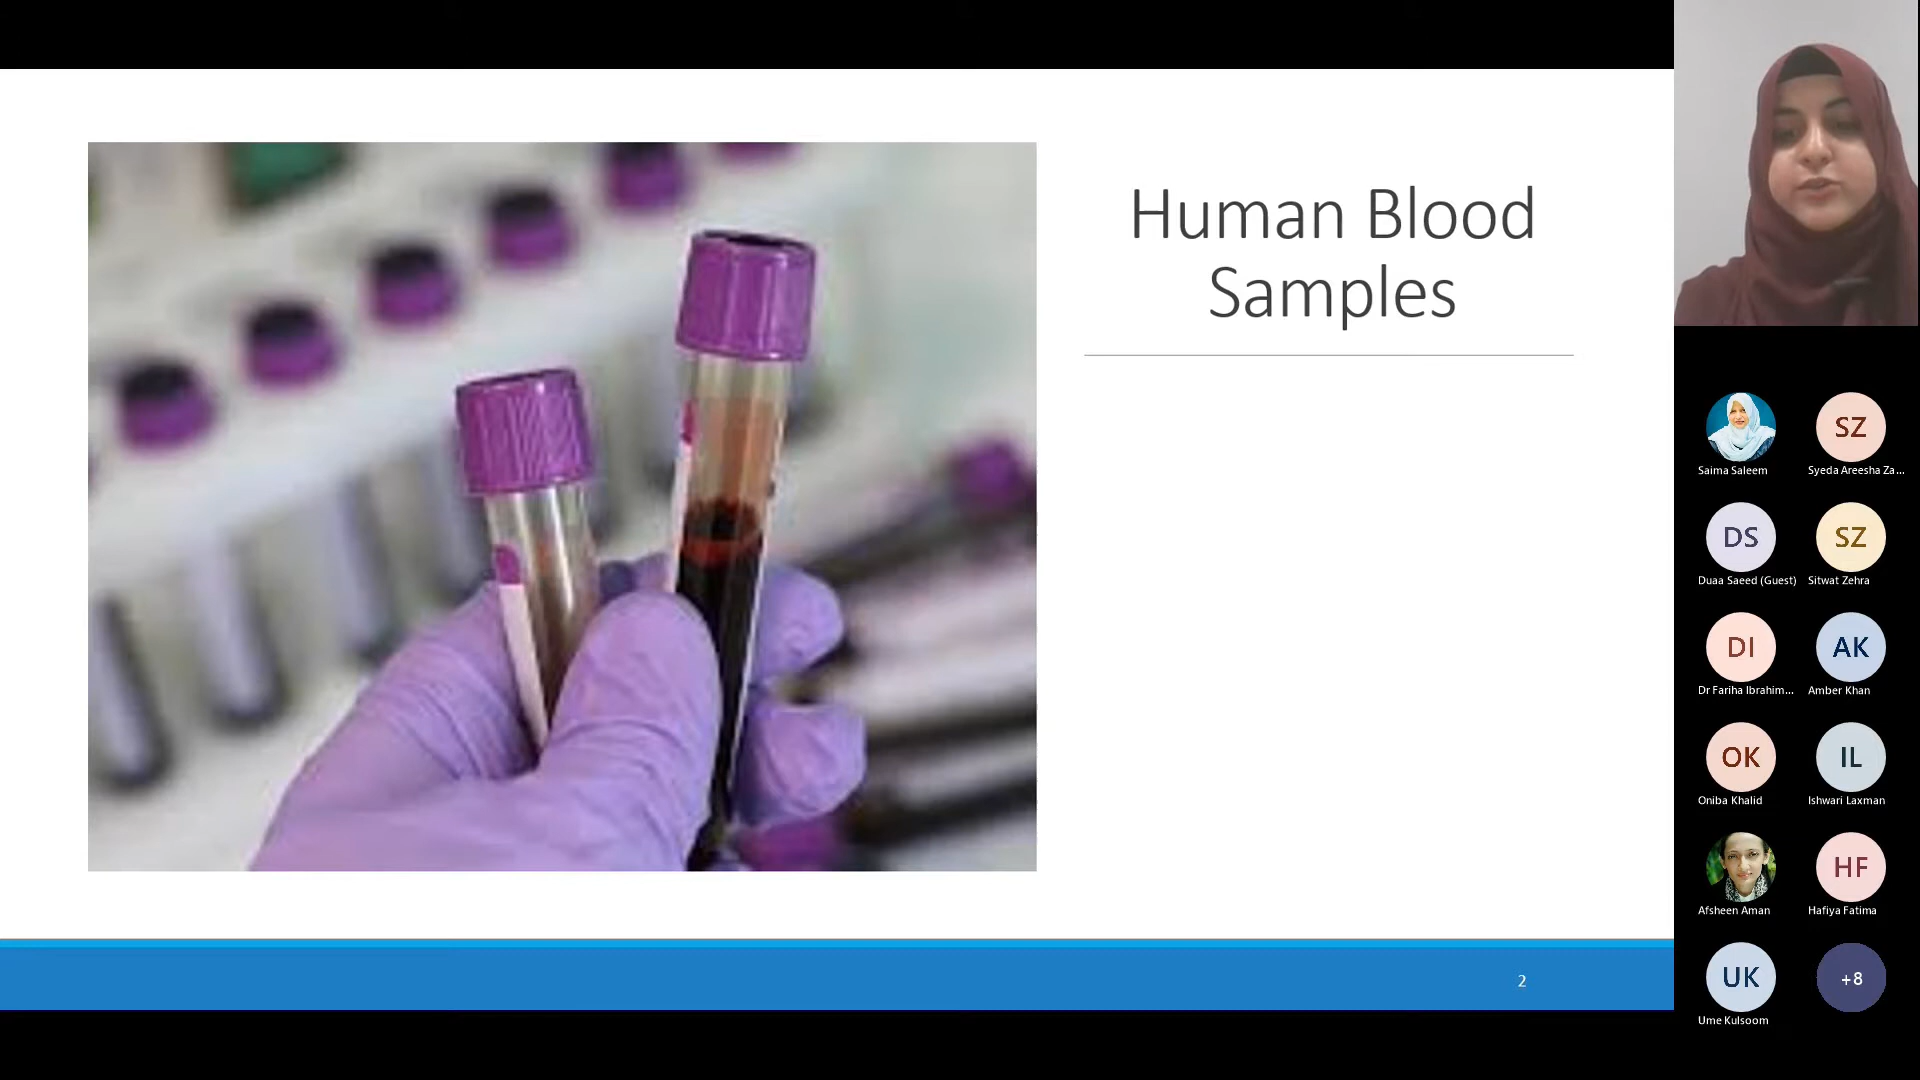 Human Blood
Samples
2
Saima Saleem
SZ
Syeda Areesha Za...
DS
Duaa Saeed (Guest)
SZ
Sitwat Zehra
DI
Dr Fariha Ibrahim...
AK
Amber Khan
OK
Oniba Khalid
IL
Ishwari Laxman
Afsheen Aman
HF
Hafiya Fatima
UK
Ume Kulsoom
+8